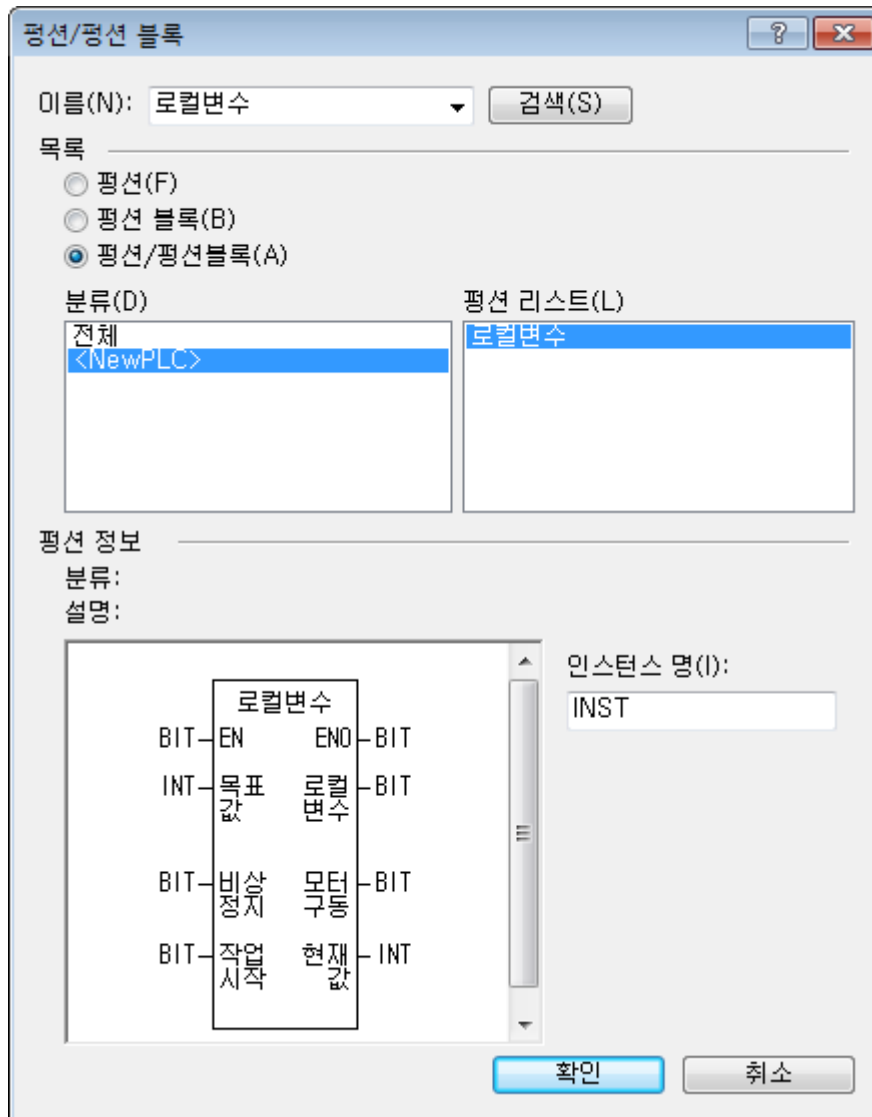 펑션/펑션 블록
이름(N): 로컬변수 검색(S)
목록
펑션(F)
펑션 블록(B)
펑션/펑션블록(A)
분류(D) 펑션 리스트(L)
전체 로컬변수
<NewPLC>
펑션 정보
분류:
설명:
인스턴스 명(I):
INST
로컬변수
BIT EN ENO BIT
INT 목표 로컬 BIT
값 변수
BIT 비상 모터 BIT
정지 구동
BIT 작업 현재 INT
시작 값
확인 취소